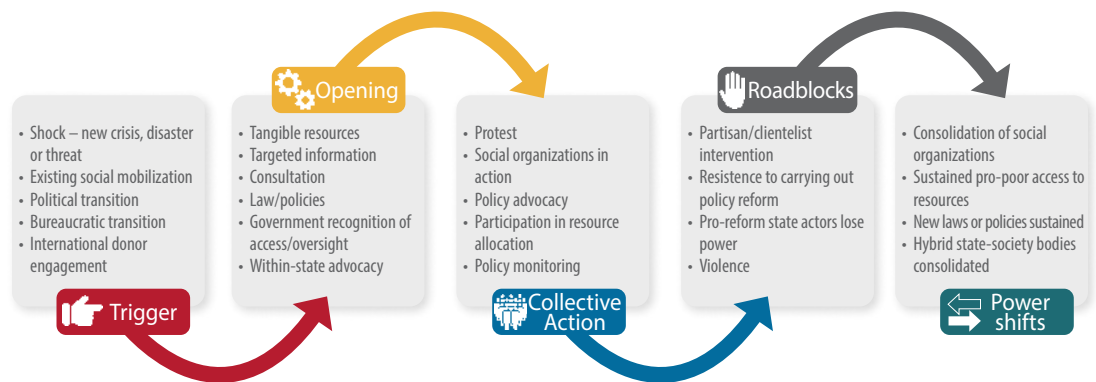 • Shock – new crisis, disaster
or threat
• Existing social mobilization
• Political transition
• Bureaucratic transition
• International donor
engagement
Trigger
Opening
• Tangible resources
• Targeted information
• Consultation
• Law/policies
• Government recognition of
access/oversight
• Within-state advocacy
• Protest
• Social organizations in
action
• Policy advocacy
• Participation in resource
allocation
• Policy monitoring
Collective
Action
Roadblocks
• Partisan/clientelist
intervention
• Resistence to carrying out
policy reform
• Pro-reform state actors lose
power
• Violence
• Consolidation of social
organizations
• Sustained pro-poor access to
resources
• New laws or policies sustained
• Hybrid state-society bodies
consolidated
Power
shifts